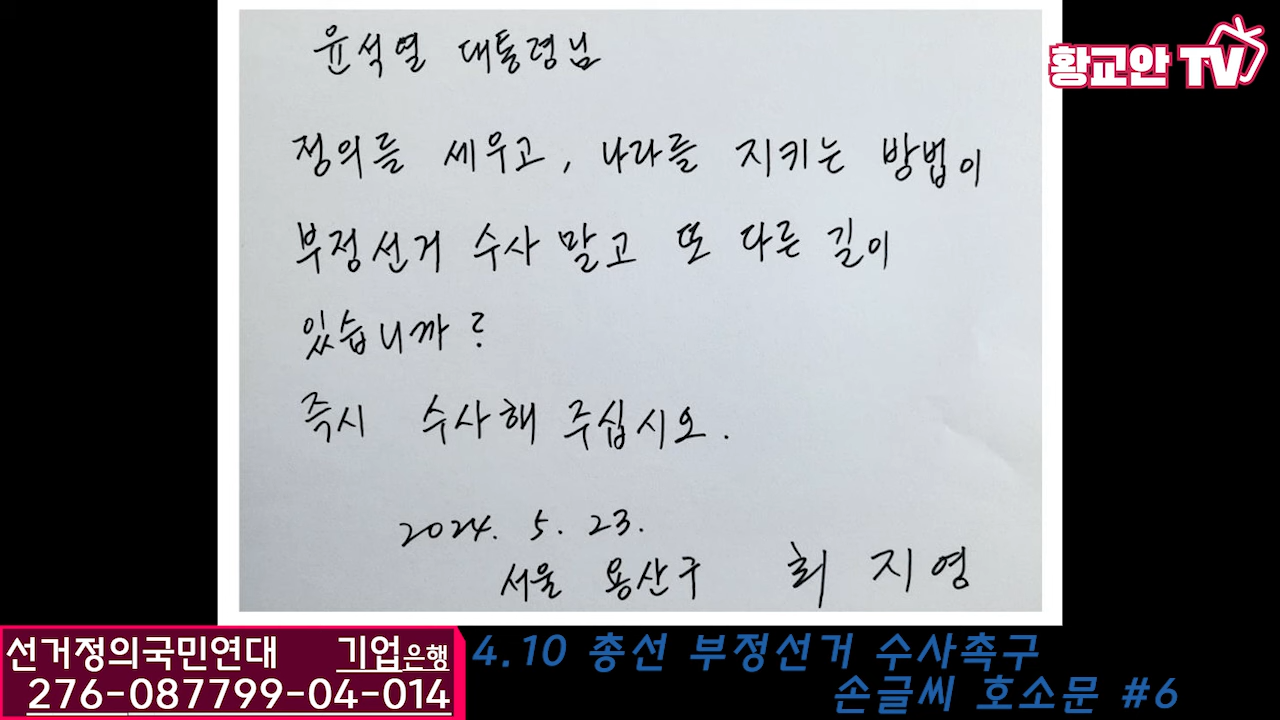 황교안 TV
윤석열 대통령님
정의를 세우고, 나라를 지키는 방법이
부정선거 수사 말고 또 다른 길이
있습니까?
즉시 수사해 주십시오.
2024. 5. 23.
서울 용산구 최지영
선거정의국민연대 기업은행
276-087799-04-014
4.10 총선 부정선거 수사촉구
손글씨 호소문 #6